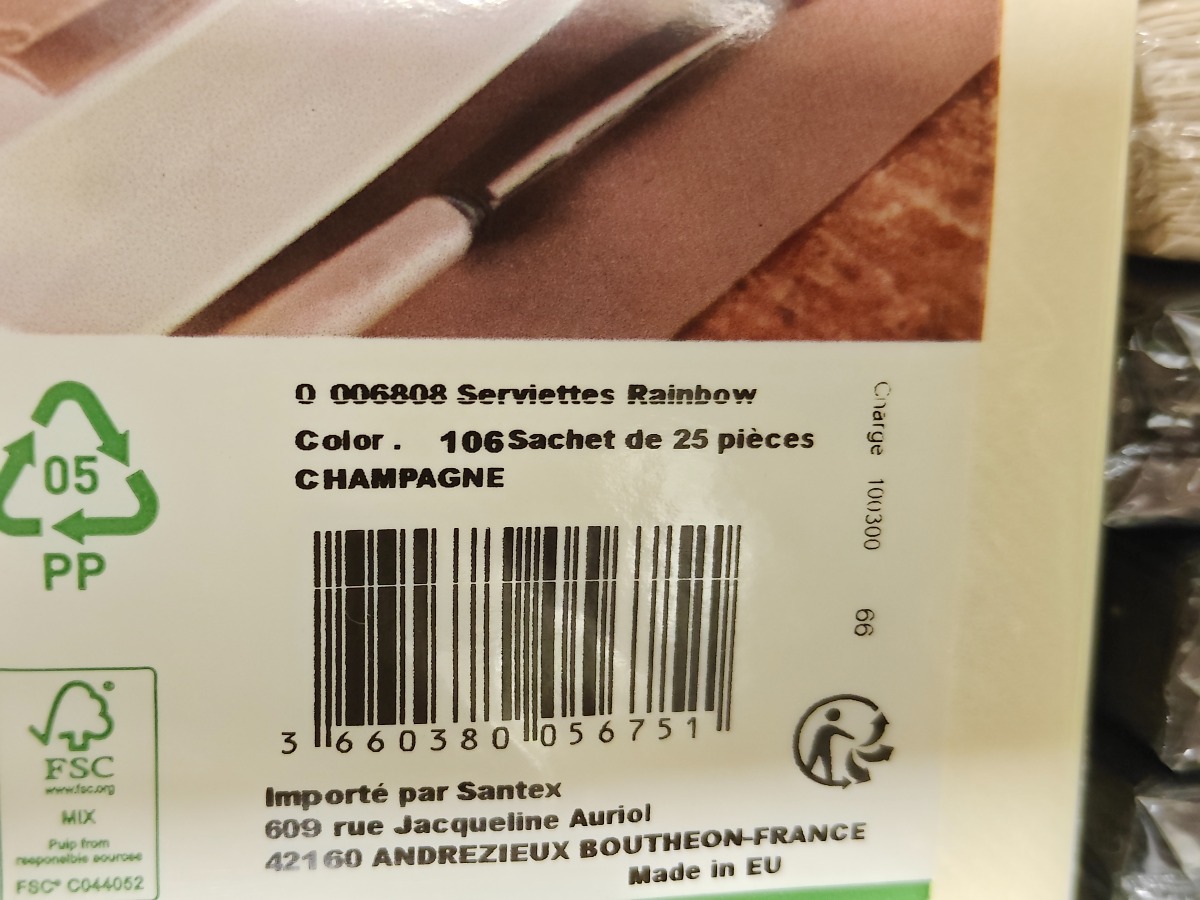 0 006808 Serviettes Rainbow
Color . 106 Sachet de 25 pièces
CHAMPAGNE
Charge 100300 66
05
PP
3 660380 056751
FSC®
www.fsc.org
MIX
Pulp from
responsible sources
FSC® C044052
Importé par Santex
609 rue Jacqueline Auriol
42160 ANDREZIEUX BOUTHEON-FRANCE
Made in EU